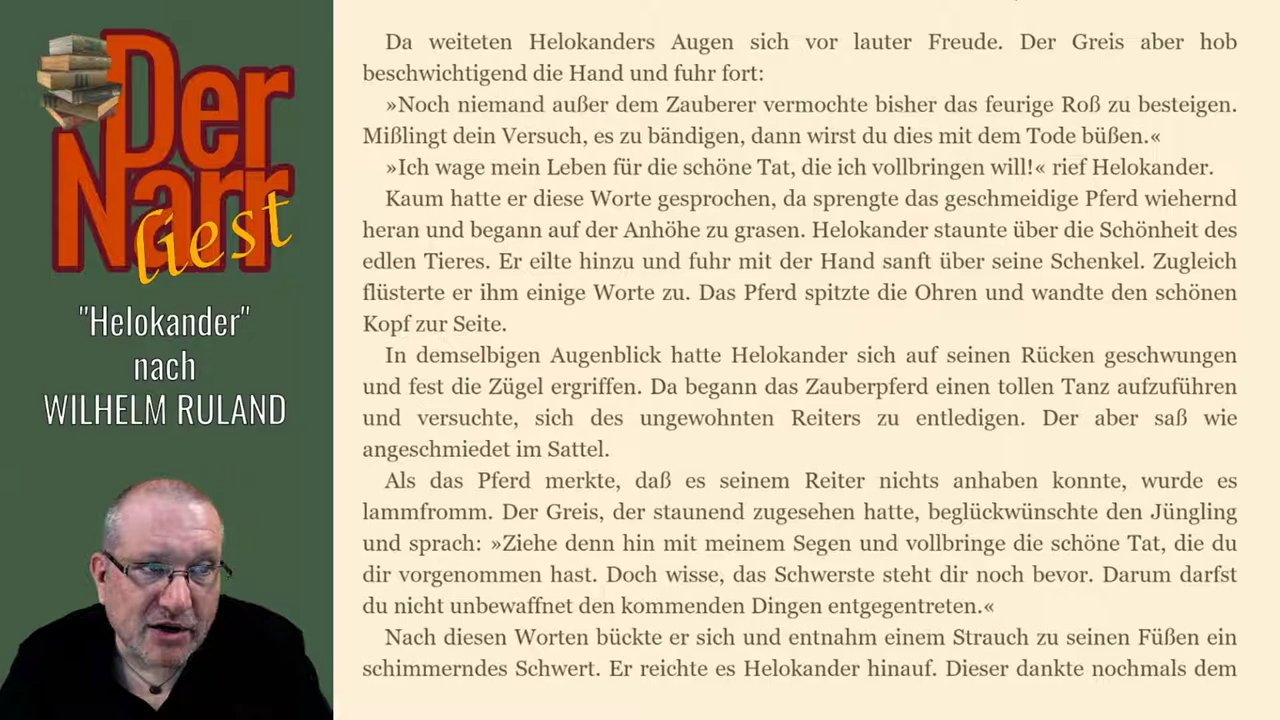 Der
Narr
liest
"Helokander"
nach
WILHELM RULAND
Da weiteten Helokanders Augen sich vor lauter Freude. Der Greis aber hob
beschwichtigend die Hand und fuhr fort:
»Noch niemand außer dem Zauberer vermochte bisher das feurige Roß zu besteigen.
Mißlingt dein Versuch, es zu bändigen, dann wirst du dies mit dem Tode büßen.«
»Ich wage mein Leben für die schöne Tat, die ich vollbringen will!« rief Helokander.
Kaum hatte er diese Worte gesprochen, da sprengte das geschmeidige Pferd wiehernd
heran und begann auf der Anhöhe zu grasen. Helokander staunte über die Schönheit des
edlen Tieres. Er eilte hinzu und fuhr mit der Hand sanft über seine Schenkel. Zugleich
flüsterte er ihm einige Worte zu. Das Pferd spitzte die Ohren und wandte den schönen
Kopf zur Seite.
In demselbigen Augenblick hatte Helokander sich auf seinen Rücken geschwungen
und fest die Zügel ergriffen. Da begann das Zauberpferd einen tollen Tanz aufzuführen
und versuchte, sich des ungewohnten Reiters zu entledigen. Der aber saß wie
angeschmiedet im Sattel.
Als das Pferd merkte, daß es seinem Reiter nichts anhaben konnte, wurde es
lammfromm. Der Greis, der staunend zugesehen hatte, beglückwünschte den Jüngling
und sprach: »Ziehe denn hin mit meinem Segen und vollbringe die schöne Tat, die du
dir vorgenommen hast. Doch wisse, das Schwerste steht dir noch bevor. Darum darfst
du nicht unbewaffnet den kommenden Dingen entgegentreten.«
Nach diesen Worten bückte er sich und entnahm einem Strauch zu seinen Füßen ein
schimmerndes Schwert. Er reichte es Helokander hinauf. Dieser dankte nochmals dem